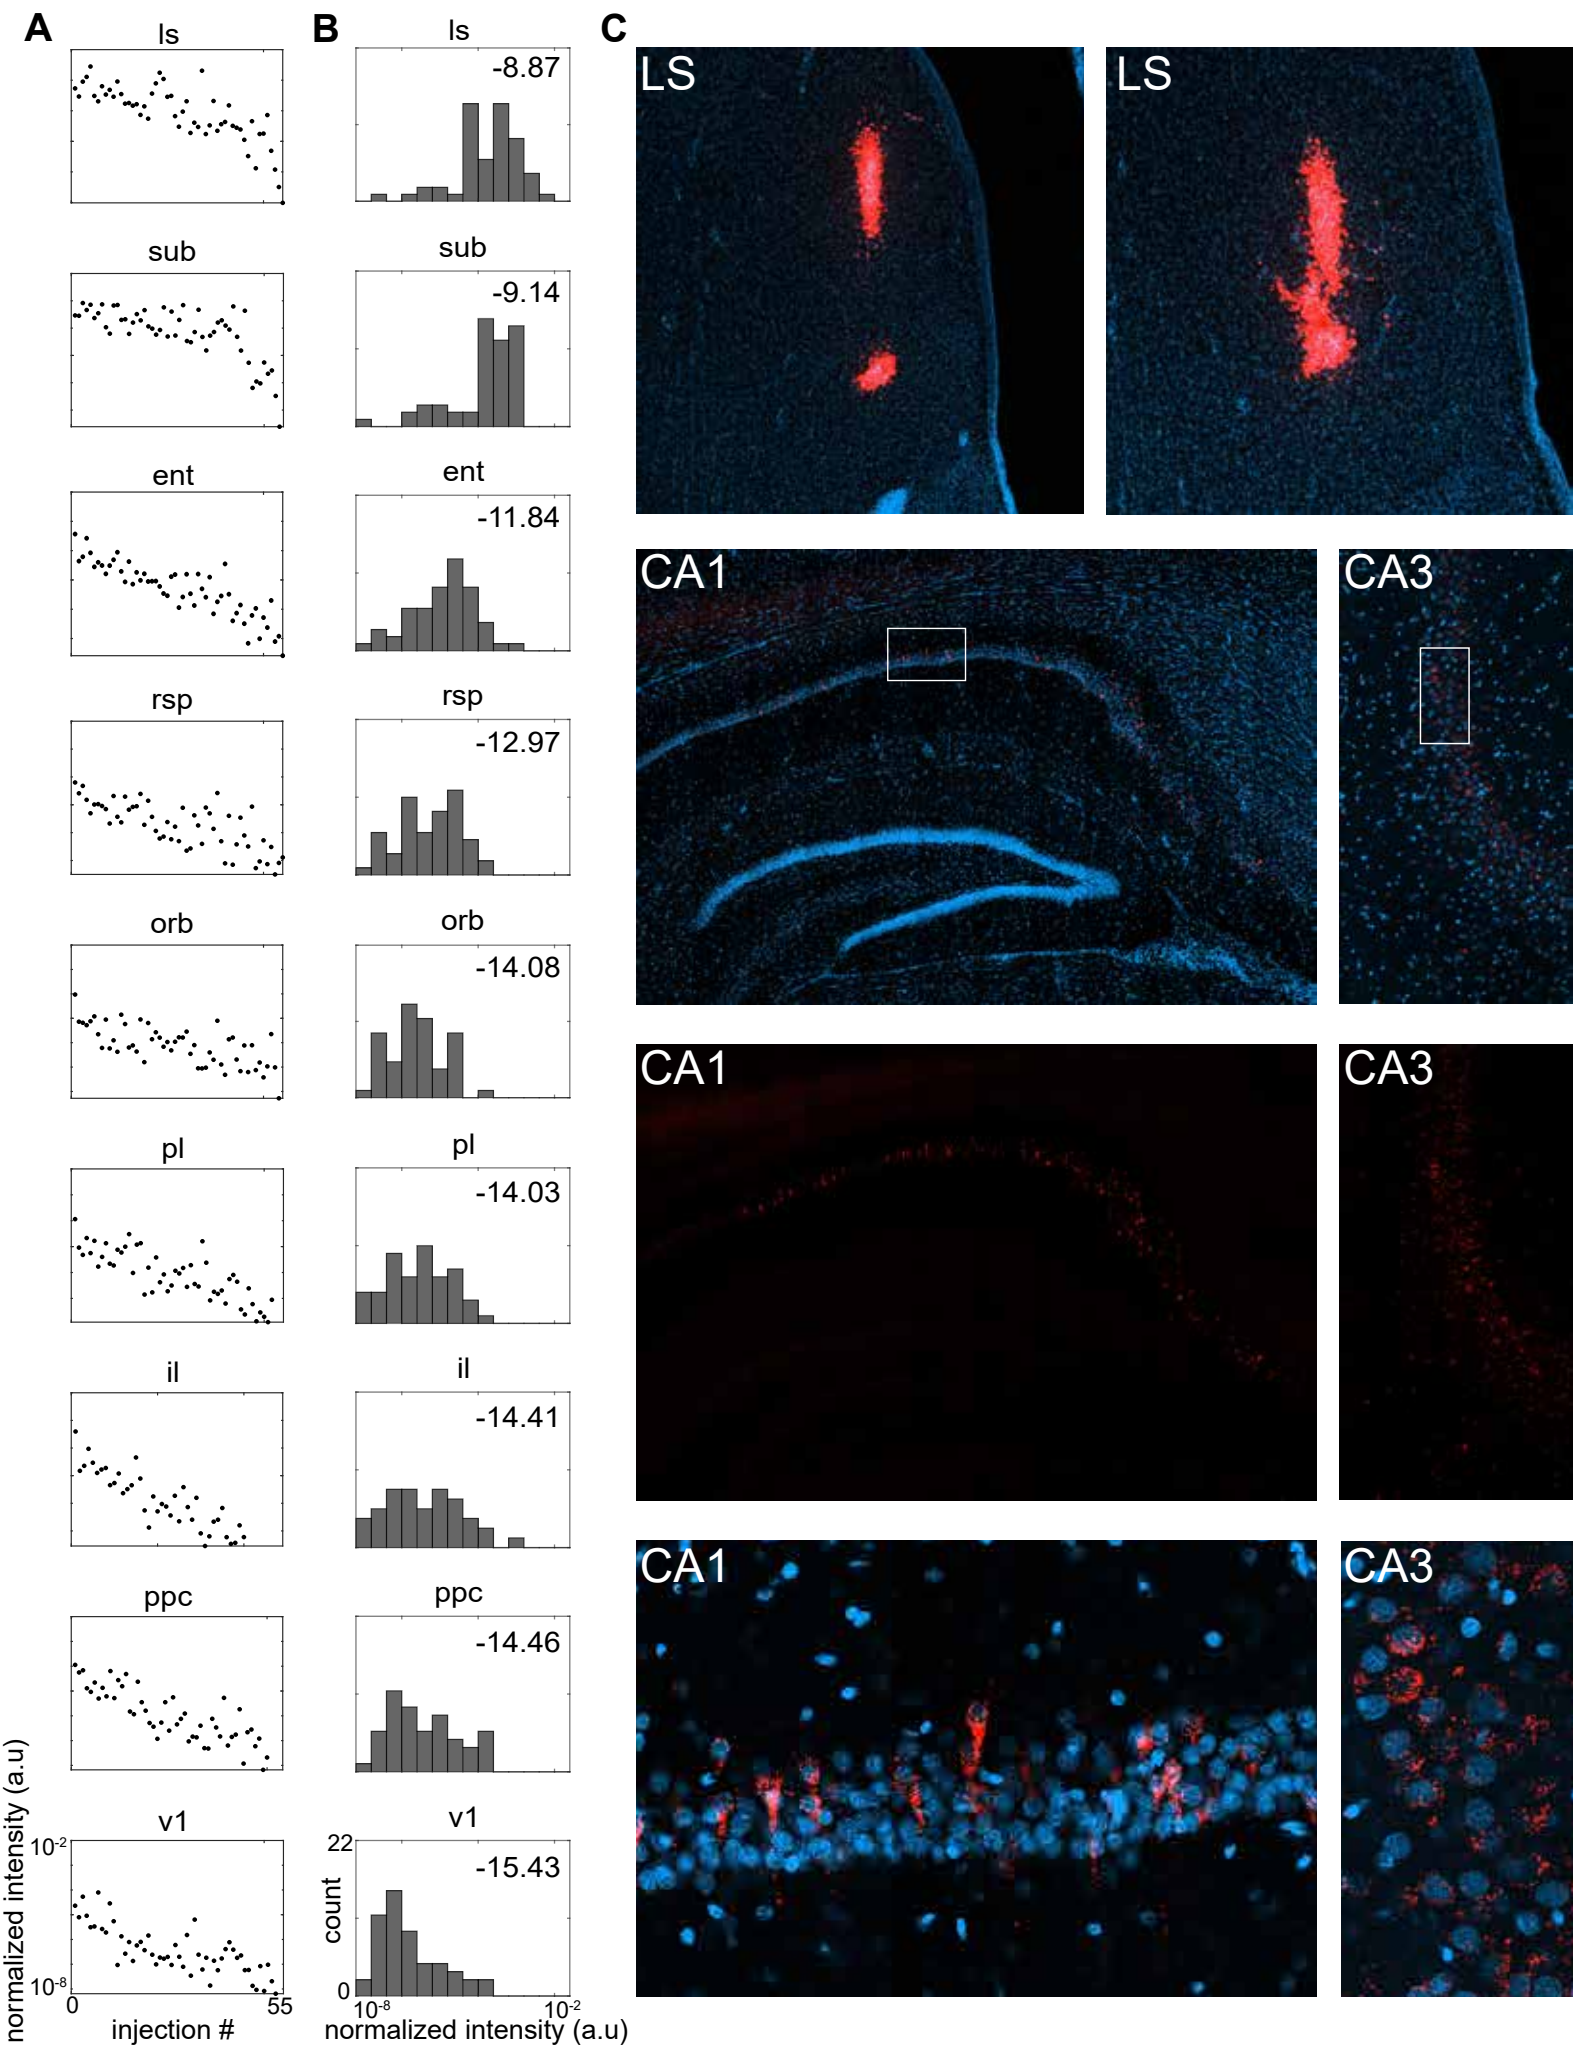 A
B
C
ls
sub
ent
rsp
orb
pl
il
ppc
v1
10-2
10-8
0
55
injection #
normalized intensity (a.u)
ls
-8.87
sub
-9.14
ent
-11.84
rsp
-12.97
orb
-14.08
pl
-14.03
il
-14.41
ppc
-14.46
v1
-15.43
22
count
0
10-8
10-2
normalized intensity (a.u)
LS
LS
CA1
CA3
CA1
CA3
CA1
CA3